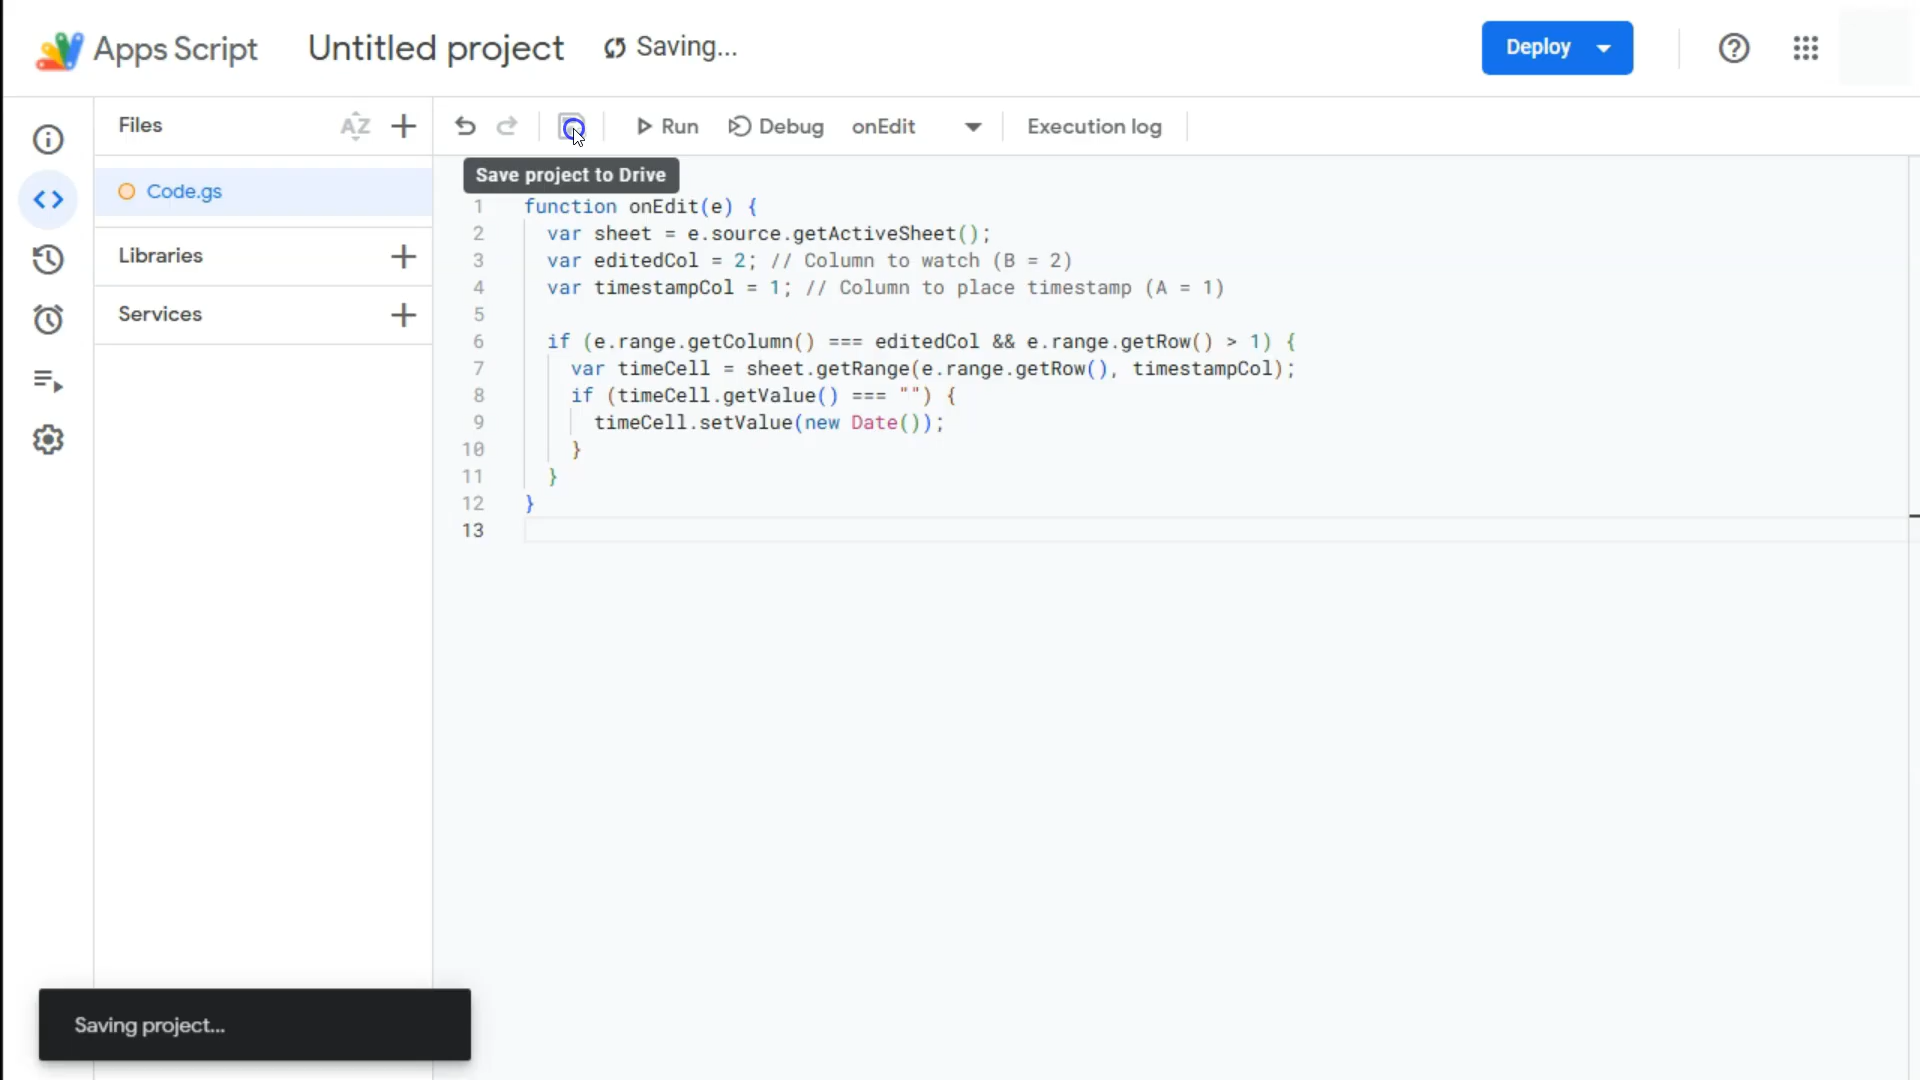 Apps Script Untitled project Saving...
Deploy
Files
AZ
Run Debug onEdit Execution log
Save project to Drive
Code.gs
Libraries
Services
1 function onEdit(e) {
2 var sheet = e.source.getActiveSheet();
3 var editedCol = 2; // Column to watch (B = 2)
4 var timestampCol = 1; // Column to place timestamp (A = 1)
5
6 if (e.range.getColumn() === editedCol && e.range.getRow() > 1) {
7 var timeCell = sheet.getRange(e.range.getRow(), timestampCol);
8 if (timeCell.getValue() === "") {
9 timeCell.setValue(new Date());
10 }
11 }
12 }
13
Saving project...